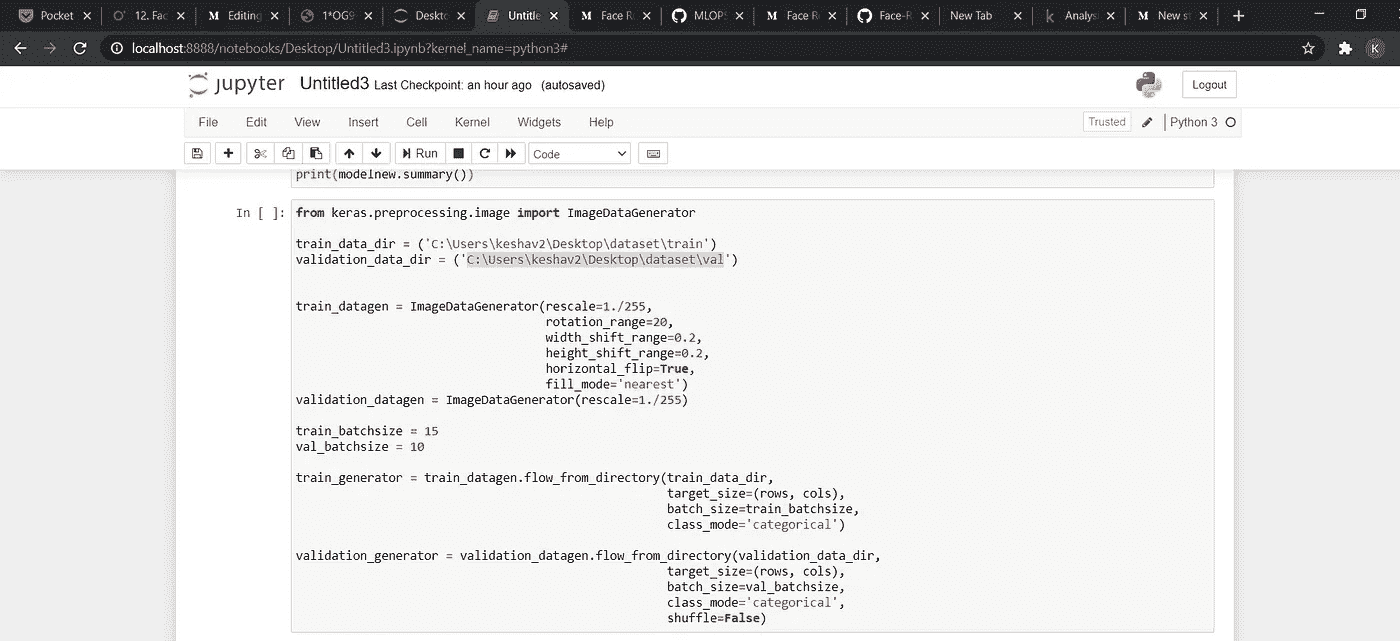 Pocket 12. Fac Editing 1*OG9 Deskto Untitle Face R MLOPS Face R Face-R New Tab Analys New st
localhost:8888/notebooks/Desktop/Untitled3.ipynb?kernel_name=python3# K
jupyter Untitled3 Last Checkpoint: an hour ago (autosaved) Logout
File Edit View Insert Cell Kernel Widgets Help Trusted Python 3
Run Code
print(modelnew.summary())
In [ ]: from keras.preprocessing.image import ImageDataGenerator
train_data_dir = ('C:\Users\keshav2\Desktop\dataset\train')
validation_data_dir = ('C:\Users\keshav2\Desktop\dataset\val')
train_datagen = ImageDataGenerator(rescale=1./255,
rotation_range=20,
width_shift_range=0.2,
height_shift_range=0.2,
horizontal_flip=True,
fill_mode='nearest')
validation_datagen = ImageDataGenerator(rescale=1./255)
train_batchsize = 15
val_batchsize = 10
train_generator = train_datagen.flow_from_directory(train_data_dir,
target_size=(rows, cols),
batch_size=train_batchsize,
class_mode='categorical')
validation_generator = validation_datagen.flow_from_directory(validation_data_dir,
target_size=(rows, cols),
batch_size=val_batchsize,
class_mode='categorical',
shuffle=False)